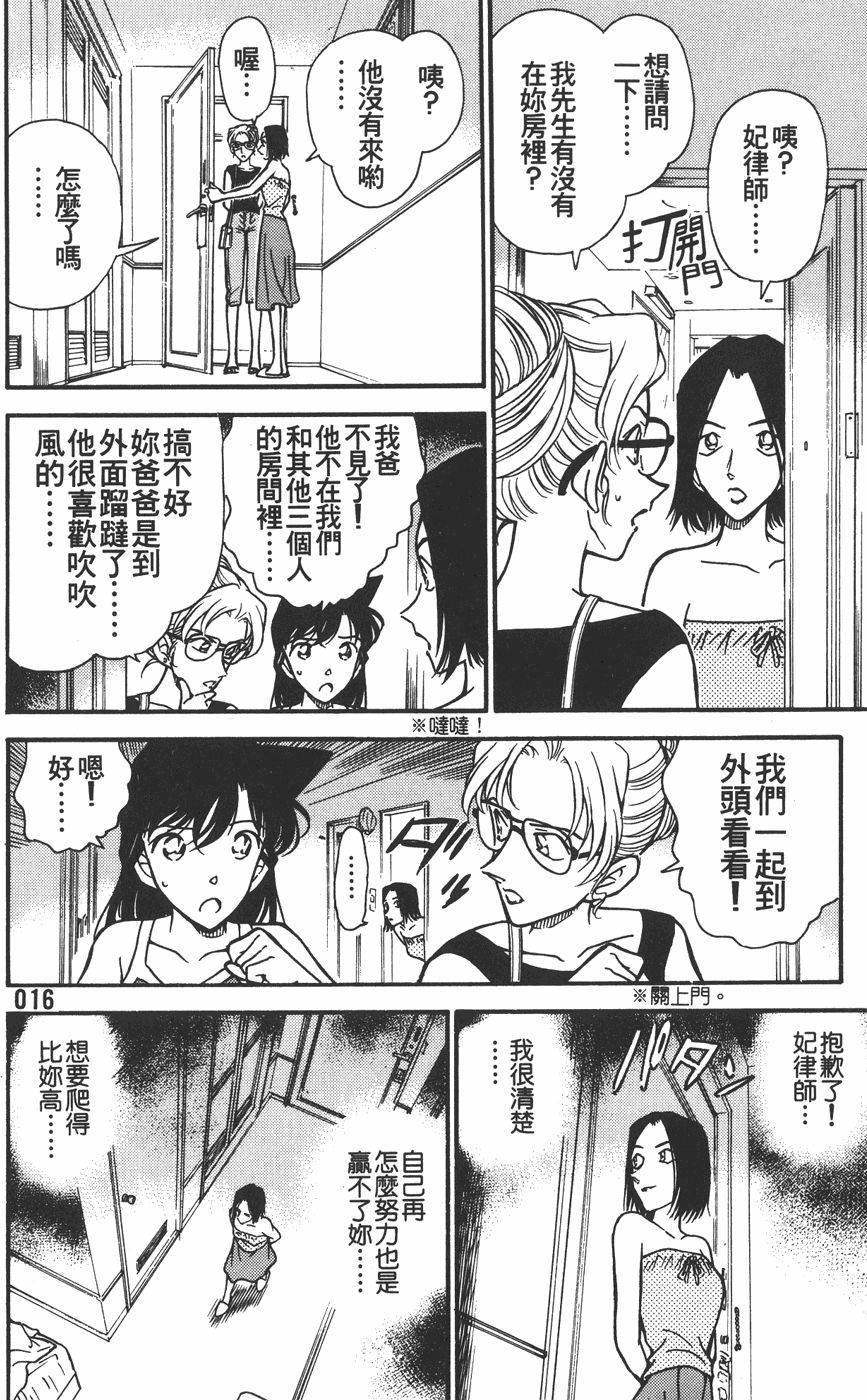 咦?
妃律師……
想請問
一下……
我先生有沒有
在妳房裡?
打開門
咦?
他沒有來喲
……
喔…
怎麼了嗎
……
我爸
不見了!
他不在我們
和其他三個人
的房間裡……
搞不好
妳爸爸是到
外面蹓躂了……
他很喜歡吹吹
風的……
※噠噠!
我們一起到
外頭看看!
……
嗯!
好……
016
※關上門。
抱歉了!
妃律師…
我很清楚
……
自己再
怎麼努力也是
贏不了妳……
想要爬得
比妳高……